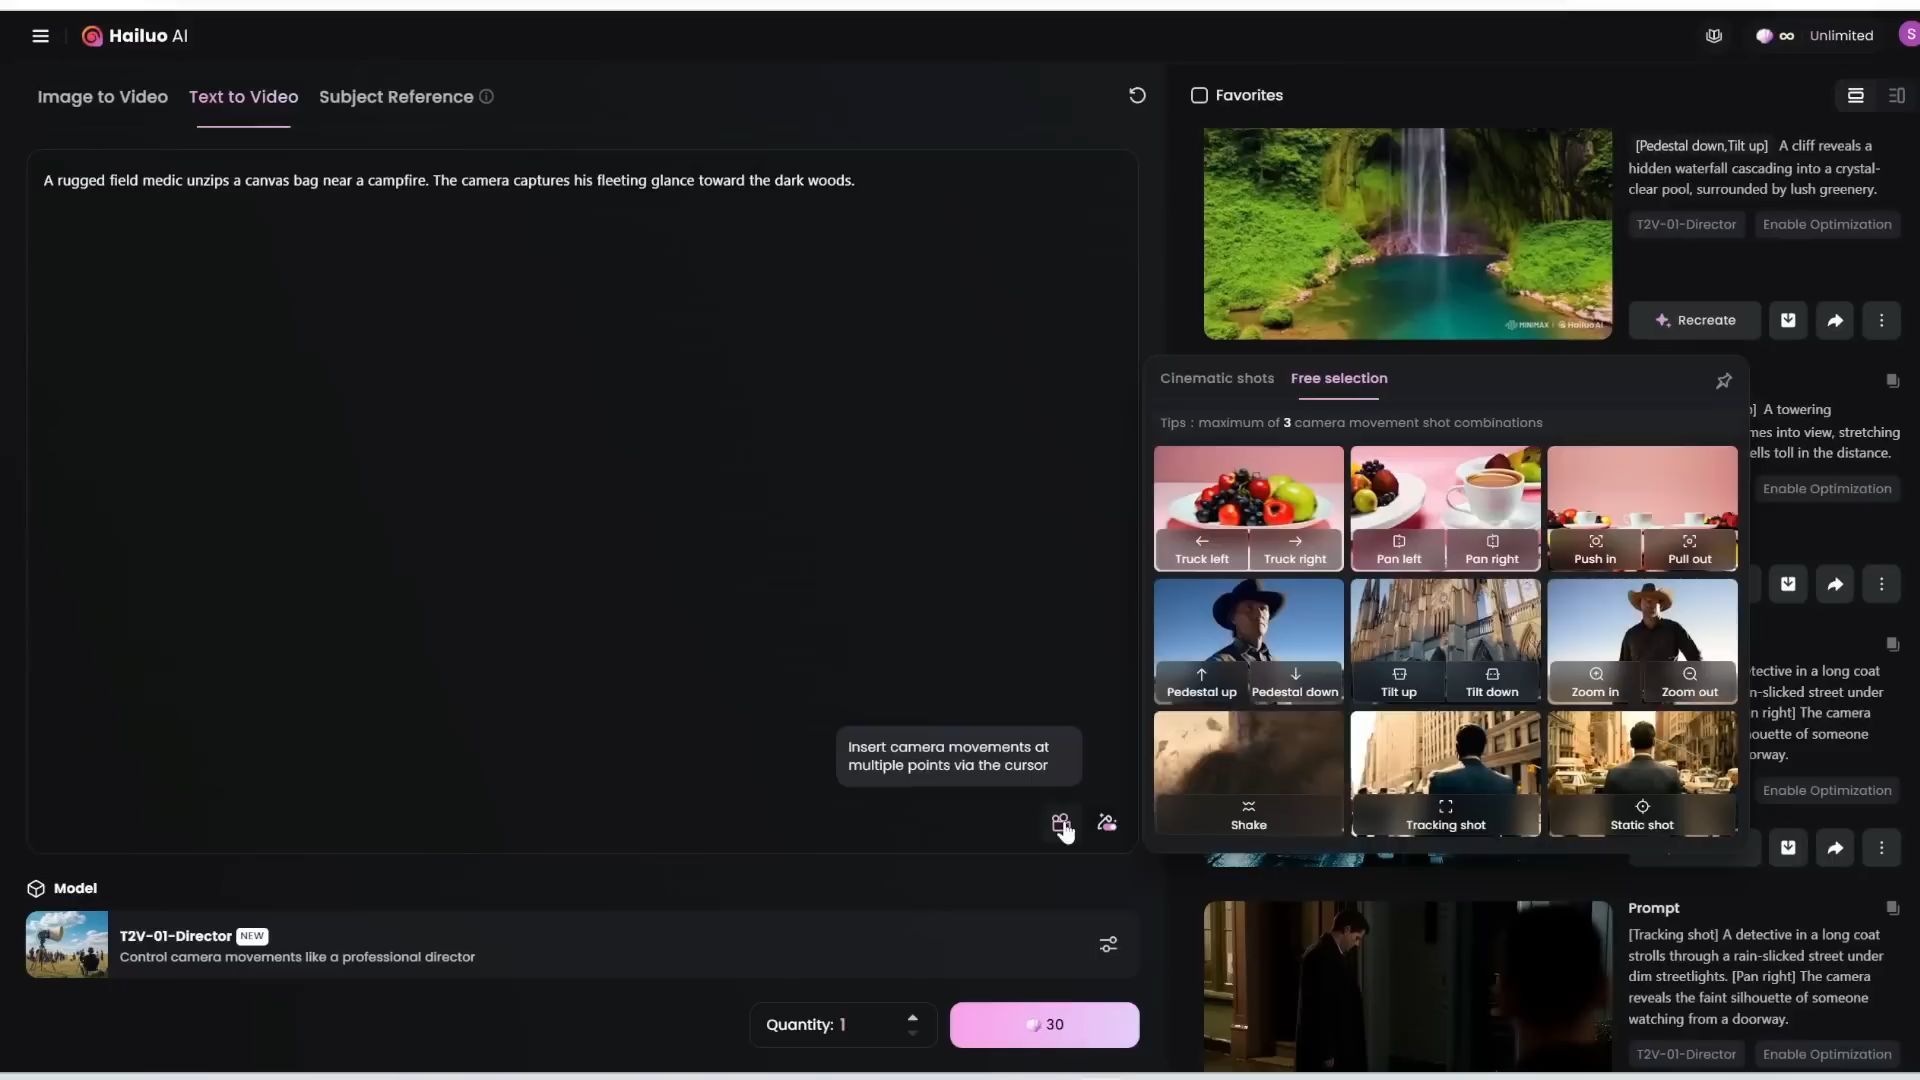 Hailuo AI
Unlimited
S
Image to Video
Text to Video
Subject Reference
Favorites
A rugged field medic unzips a canvas bag near a campfire. The camera captures his fleeting glance toward the dark woods.
Insert camera movements at
multiple points via the cursor
Model
T2V-01-Director NEW
Control camera movements like a professional director
Quantity: 1
30
[Pedestal down,Tilt up] A cliff reveals a
hidden waterfall cascading into a crystal-
clear pool, surrounded by lush greenery.
T2V-01-Director
Enable Optimization
MINIMAX | Hailuo AI
Recreate
Cinematic shots
Free selection
Tips : maximum of 3 camera movement shot combinations
Truck left
Truck right
Pan left
Pan right
Push in
Pull out
Pedestal up
Pedestal down
Tilt up
Tilt down
Zoom in
Zoom out
Shake
Tracking shot
Static shot
] A towering
mes into view, stretching
ells toll in the distance.
Enable Optimization
tective in a long coat
n-slicked street under
n right] The camera
houette of someone
orway.
Enable Optimization
Prompt
[Tracking shot] A detective in a long coat
strolls through a rain-slicked street under
dim streetlights. [Pan right] The camera
reveals the faint silhouette of someone
watching from a doorway.
T2V-01-Director
Enable Optimization